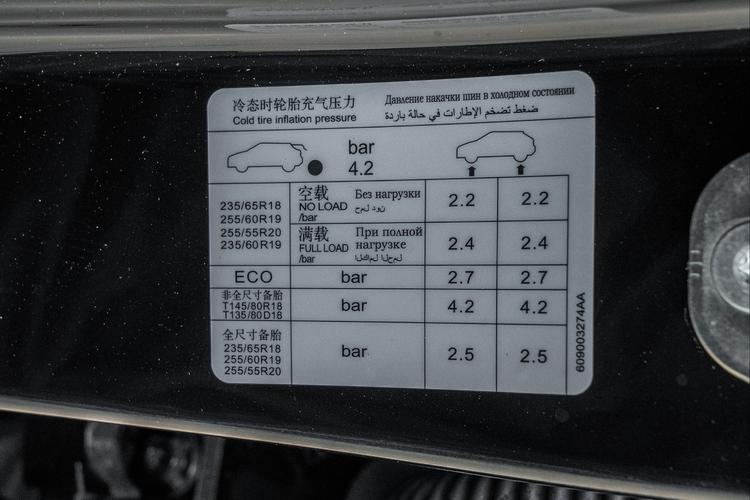 冷态时轮胎充气压力
Cold tire inflation pressure
Давление накачки шин в холодном состоянии
ضغط تضخم الإطارات في حالة باردة
bar
4.2
235/65R18
255/60R19
255/55R20
235/60R19
空载
NO LOAD
/bar
Без нагрузки
حمل دون
2.2
2.2
满载
FULL LOAD
/bar
При полной
нагрузке
الكامل الحمل
2.4
2.4
ECO
bar
2.7
2.7
非全尺寸备胎
T145/80R18
T135/80D18
bar
4.2
4.2
全尺寸备胎
235/65R18
255/60R19
255/55R20
bar
2.5
2.5
609003274AA